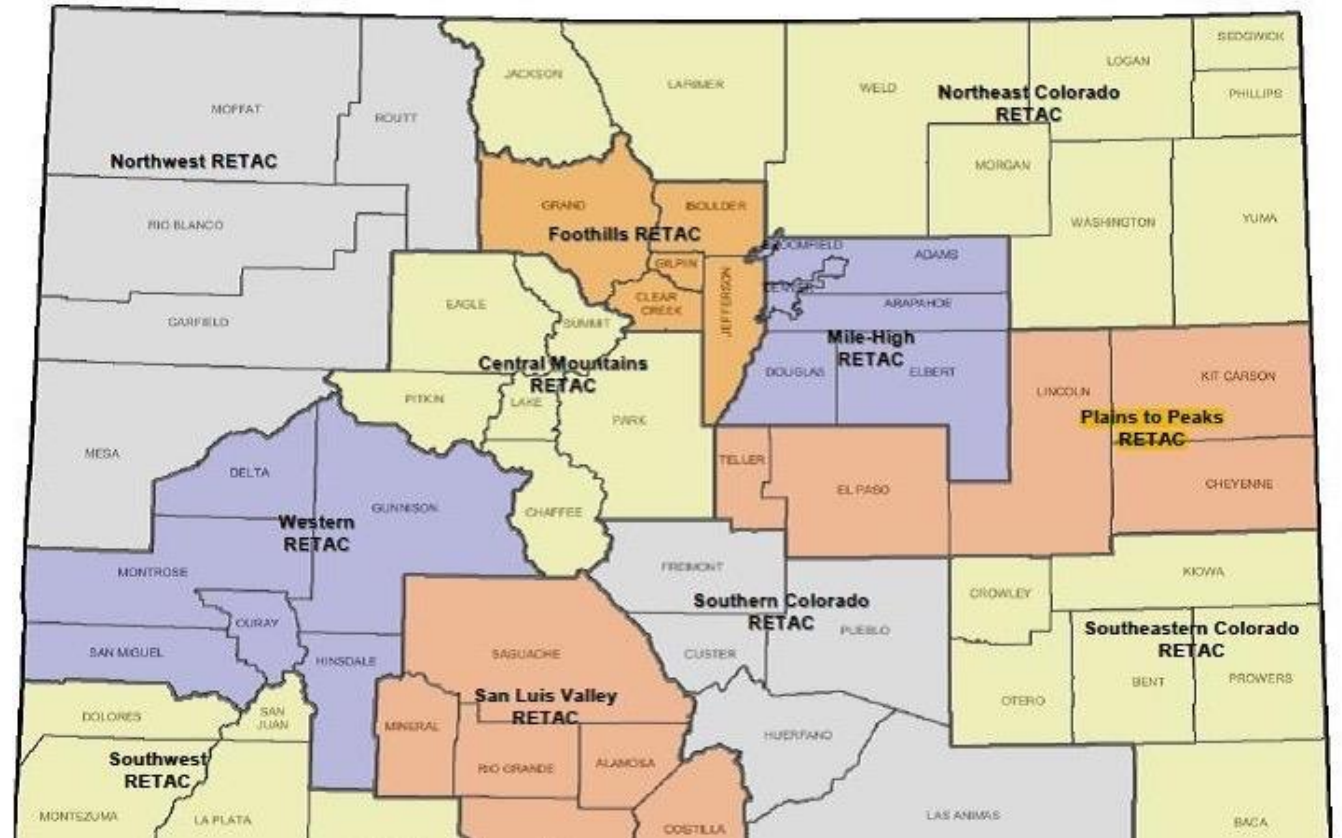 SEDGWICK
LOGAN
JACKSON
LARIMER
WELD
Northeast Colorado
RETAC
PHILLIPS
MOFFAT
ROUTT
Northwest RETAC
MORGAN
GRAND
BOULDER
RIO BLANCO
WASHINGTON
YUMA
Foothills RETAC
BROOMFIELD
ADAMS
GILPIN
EAGLE
CLEAR
CREEK
JEFFERSON
DENVER
ARAPAHOE
GARFIELD
SUMMIT
Mile-High
RETAC
Central Mountains
RETAC
DOUGLAS
ELBERT
KIT CARSON
LINCOLN
PITKIN
LAKE
PARK
Plains to Peaks
RETAC
MESA
TELLER
DELTA
EL PASO
CHEYENNE
GUNNISON
CHAFFEE
Western
RETAC
MONTROSE
FREMONT
KIOWA
CROWLEY
Southern Colorado
RETAC
OURAY
PUEBLO
Southeastern Colorado
RETAC
SAN MIGUEL
HINSDALE
SAGUACHE
CUSTER
BENT
PROWERS
San Luis Valley
RETAC
OTERO
DOLORES
SAN
JUAN
MINERAL
HUERFANO
Southwest
RETAC
RIO GRANDE
ALAMOSA
MONTEZUMA
LA PLATA
COSTILLA
LAS ANIMAS
BACA